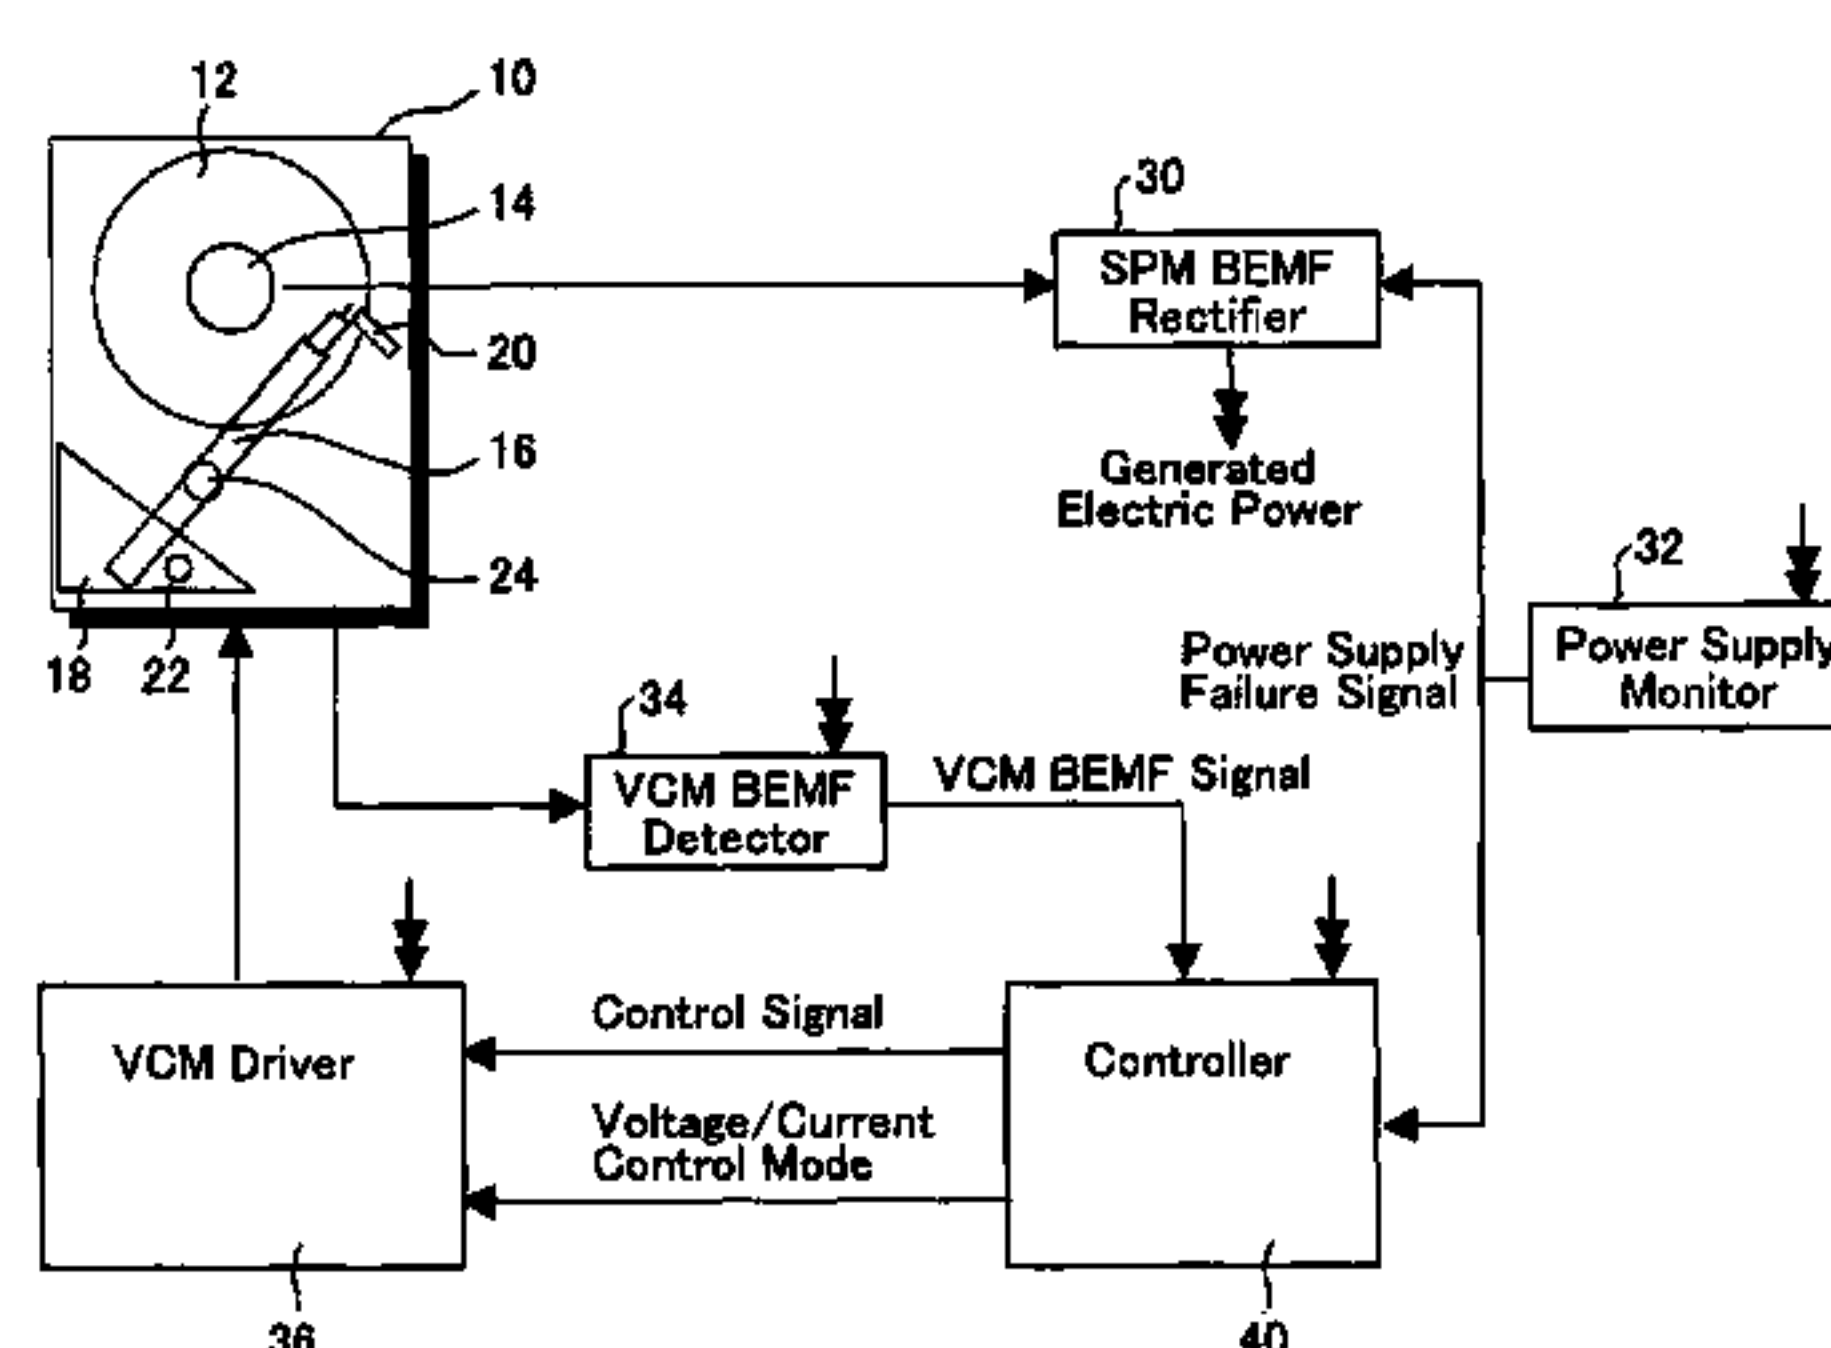 12
10
14
30
SPM BEMF
Rectifier
20
16
Generated
Electric Power
24
32
Power Supply
Monitor
18
22
Power Supply
Failure Signal
34
VCM BEMF
Detector
VCM BEMF Signal
VCM Driver
Control Signal
Controller
Voltage/Current
Control Mode
36
40